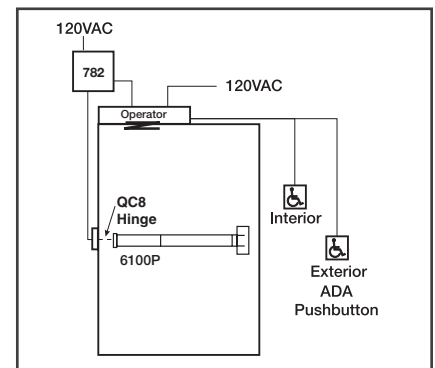 120VAC
782
120VAC
Operator
QC8
Hinge
6100P
Interior
Exterior
ADA
Pushbutton